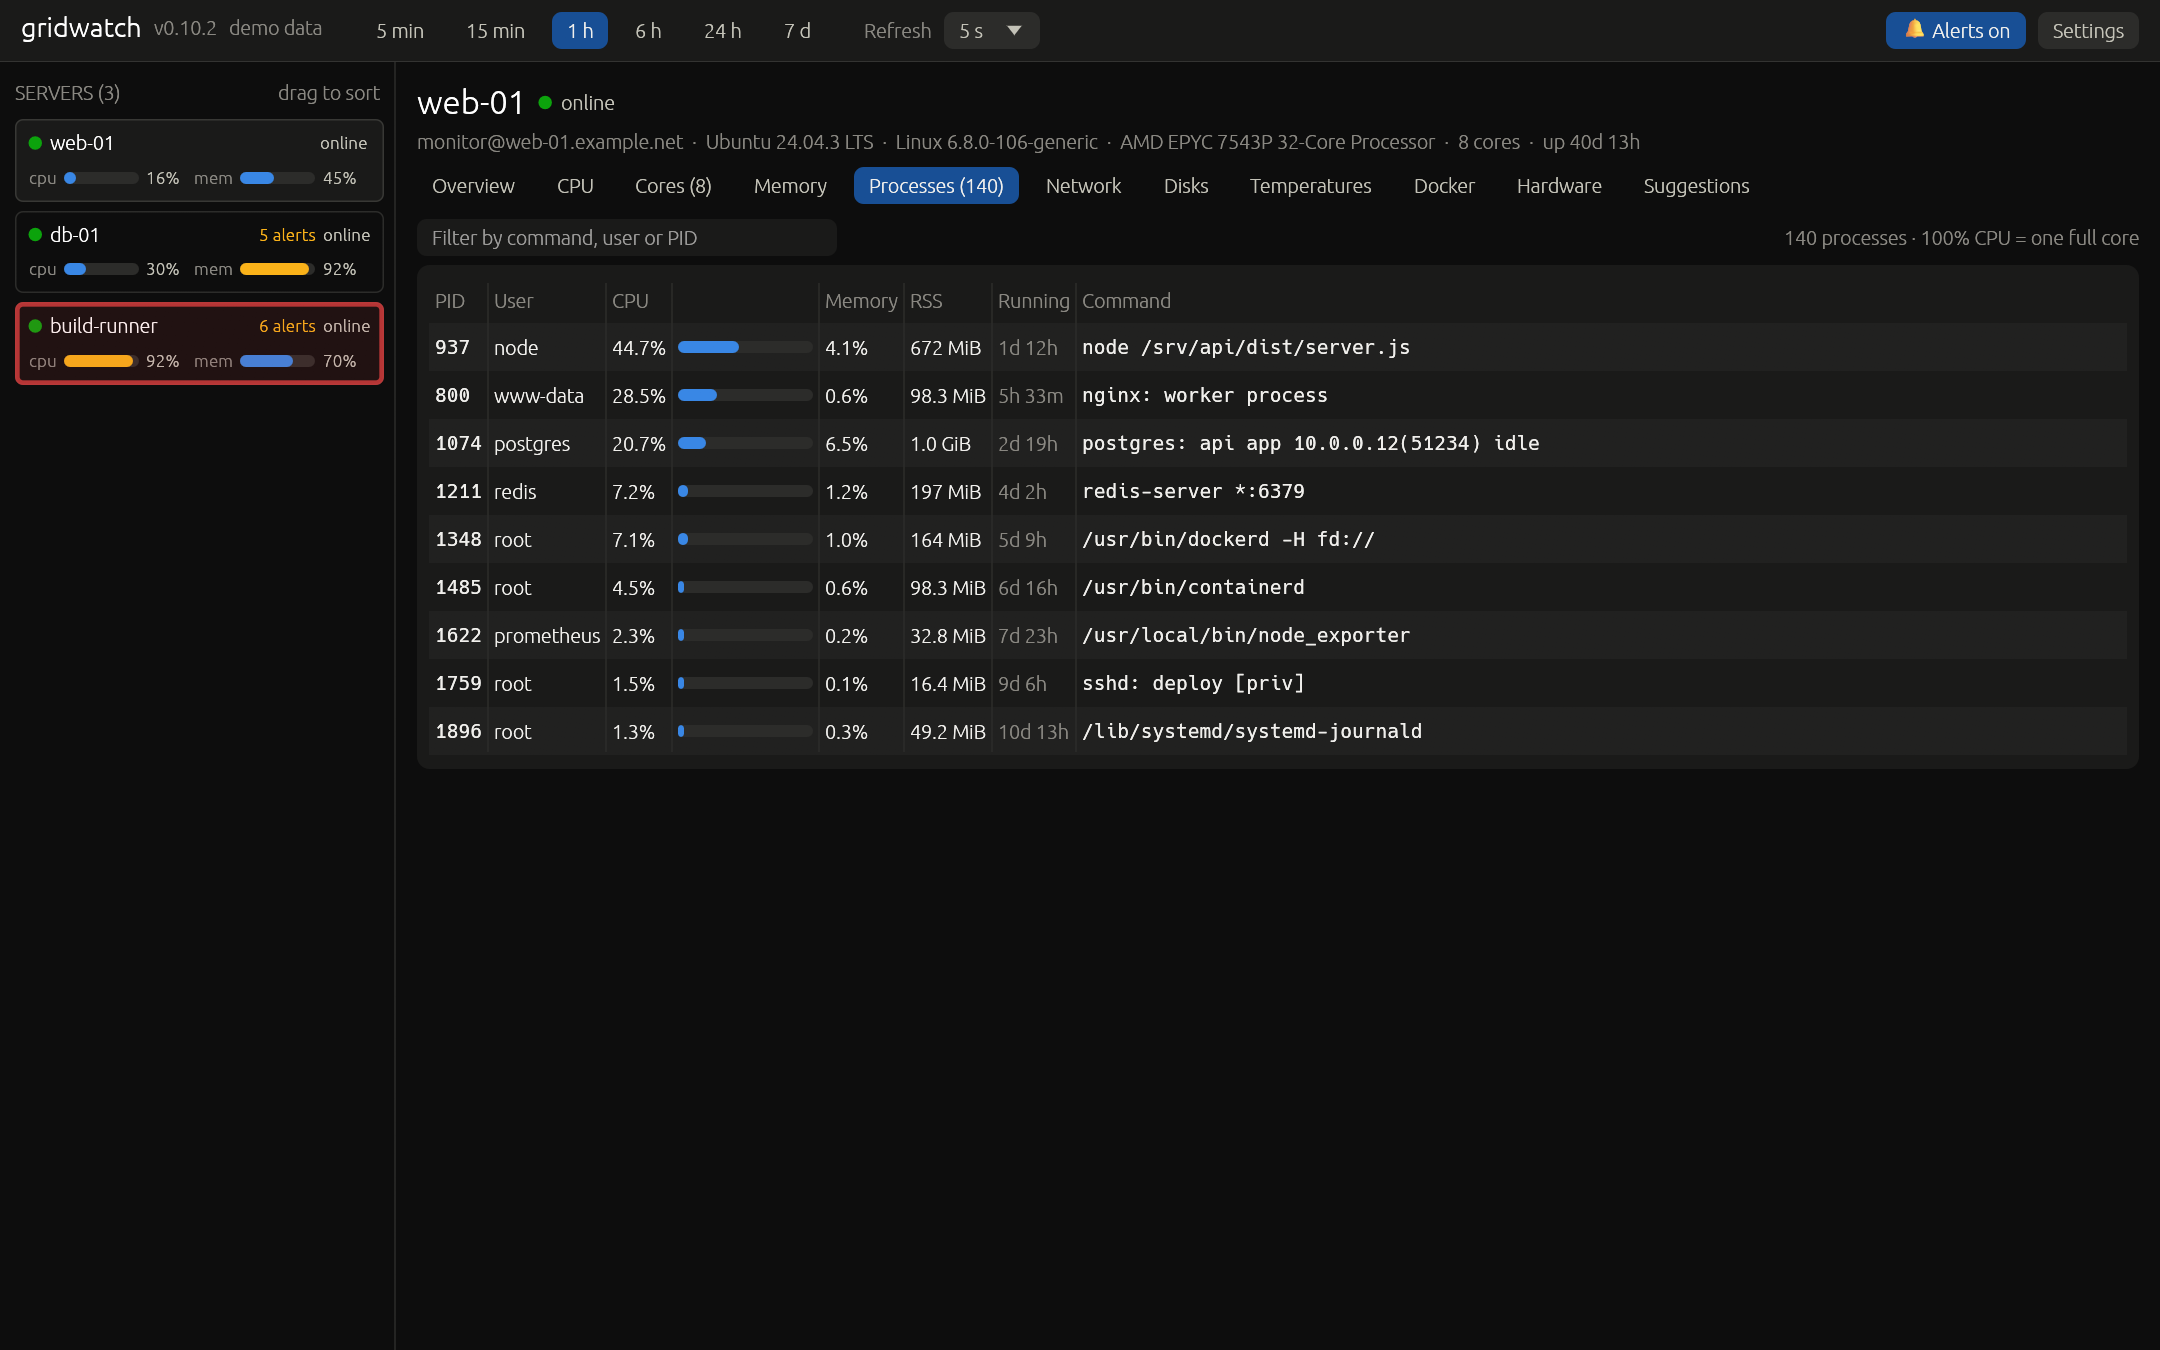 gridwatch v0.10.2 demo data 5 min 15 min 1 h 6 h 24 h 7 d Refresh 5 s 🔔 Alerts on Settings
SERVERS (3) drag to sort
web-01 online
cpu 16% mem 45%
db-01 5 alerts online
cpu 30% mem 92%
build-runner 6 alerts online
cpu 92% mem 70%
web-01 online
monitor@web-01.example.net · Ubuntu 24.04.3 LTS · Linux 6.8.0-106-generic · AMD EPYC 7543P 32-Core Processor · 8 cores · up 40d 13h
Overview CPU Cores (8) Memory Processes (140) Network Disks Temperatures Docker Hardware Suggestions
Filter by command, user or PID 140 processes · 100% CPU = one full core
PID User CPU Memory RSS Running Command
937 node 44.7% 4.1% 672 MiB 1d 12h node /srv/api/dist/server.js
800 www-data 28.5% 0.6% 98.3 MiB 5h 33m nginx: worker process
1074 postgres 20.7% 6.5% 1.0 GiB 2d 19h postgres: api app 10.0.0.12(51234) idle
1211 redis 7.2% 1.2% 197 MiB 4d 2h redis-server *:6379
1348 root 7.1% 1.0% 164 MiB 5d 9h /usr/bin/dockerd -H fd://
1485 root 4.5% 0.6% 98.3 MiB 6d 16h /usr/bin/containerd
1622 prometheus 2.3% 0.2% 32.8 MiB 7d 23h /usr/local/bin/node_exporter
1759 root 1.5% 0.1% 16.4 MiB 9d 6h sshd: deploy [priv]
1896 root 1.3% 0.3% 49.2 MiB 10d 13h /lib/systemd/systemd-journald